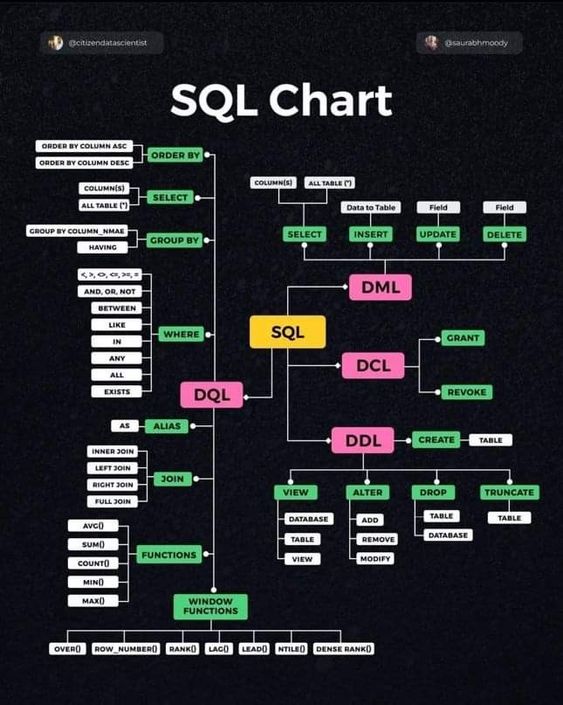 @citizendatascientist
@saurabhmoody
SQL Chart
ORDER BY COLUMN ASC
ORDER BY COLUMN DESC
ORDER BY
COLUMN(S)
ALL TABLE (*)
SELECT
GROUP BY COLUMN_NMAE
HAVING
GROUP BY
<, >, <>, <=, >=, =
AND, OR, NOT
BETWEEN
LIKE
IN
ANY
ALL
EXISTS
WHERE
DQL
AS
ALIAS
INNER JOIN
LEFT JOIN
RIGHT JOIN
FULL JOIN
JOIN
AVG()
SUM()
COUNT()
MIN()
MAX()
FUNCTIONS
WINDOW
FUNCTIONS
OVER()
ROW_NUMBER()
RANK()
LAG()
LEAD()
NTILE()
DENSE RANK()
SQL
COLUMN(S)
ALL TABLE (*)
SELECT
Data to Table
INSERT
Field
UPDATE
Field
DELETE
DML
DCL
GRANT
REVOKE
DDL
CREATE
TABLE
VIEW
DATABASE
TABLE
VIEW
ALTER
ADD
REMOVE
MODIFY
DROP
TABLE
DATABASE
TRUNCATE
TABLE